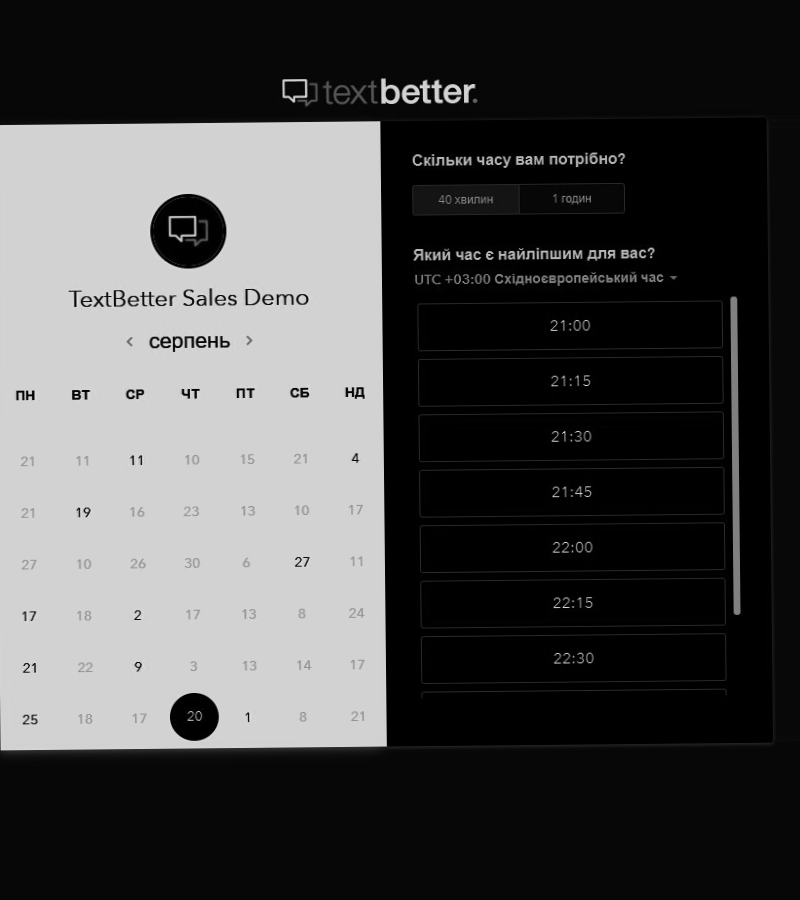 textbetter.
TextBetter Sales Demo
‹ серпень ›
ПН ВТ СР ЧТ ПТ СБ НД
21 11 11 10 15 21 4
21 19 16 23 13 10 17
27 10 26 30 6 27 11
17 18 2 17 13 8 24
21 22 9 3 13 14 17
25 18 17 20 1 8 21
Скільки часу вам потрібно?
40 хвилин 1 годин
Який час є найліпшим для вас?
UTC +03:00 Східноєвропейський час
21:00
21:15
21:30
21:45
22:00
22:15
22:30